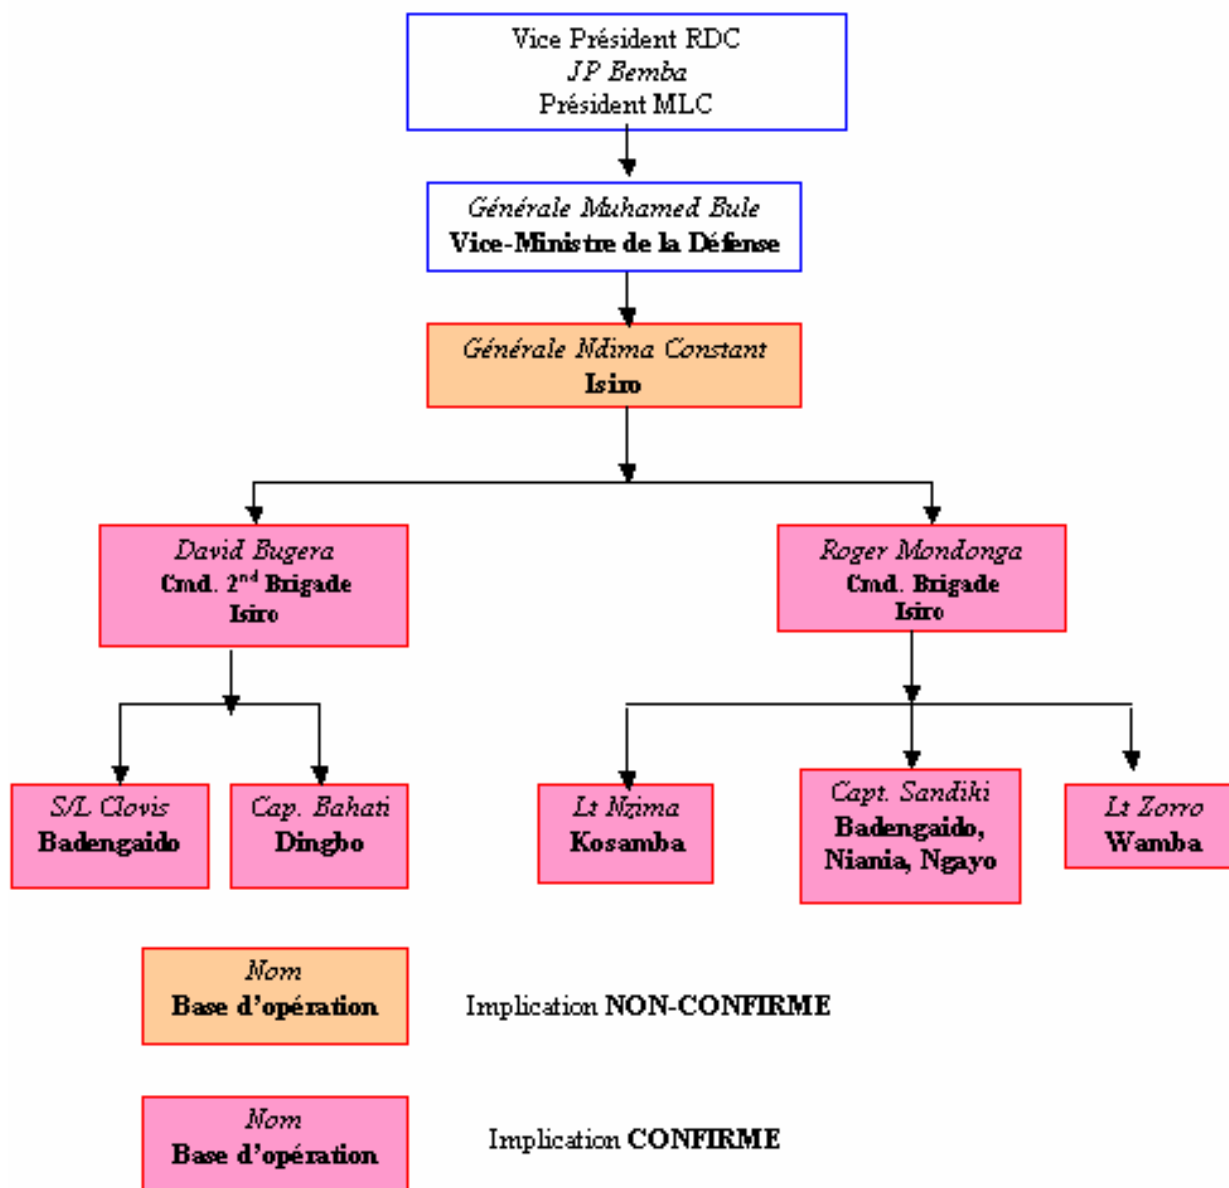 Vice Président RDC
JP Bemba
Président MLC
Générale Muhamed Bule
Vice-Ministre de la Défense
Générale Ndima Constant
Isiro
David Bugera
Cmd. 2nd Brigade
Isiro
Roger Mondonga
Cmd. Brigade
Isiro
S/L Clovis
Badengaido
Cap. Bahati
Dingbo
Lt Nzima
Kosamba
Capt. Sandiki
Badengaido,
Niania, Ngayo
Lt Zorro
Wamba
Nom
Base d'opération
Implication NON-CONFIRME
Nom
Base d'opération
Implication CONFIRME